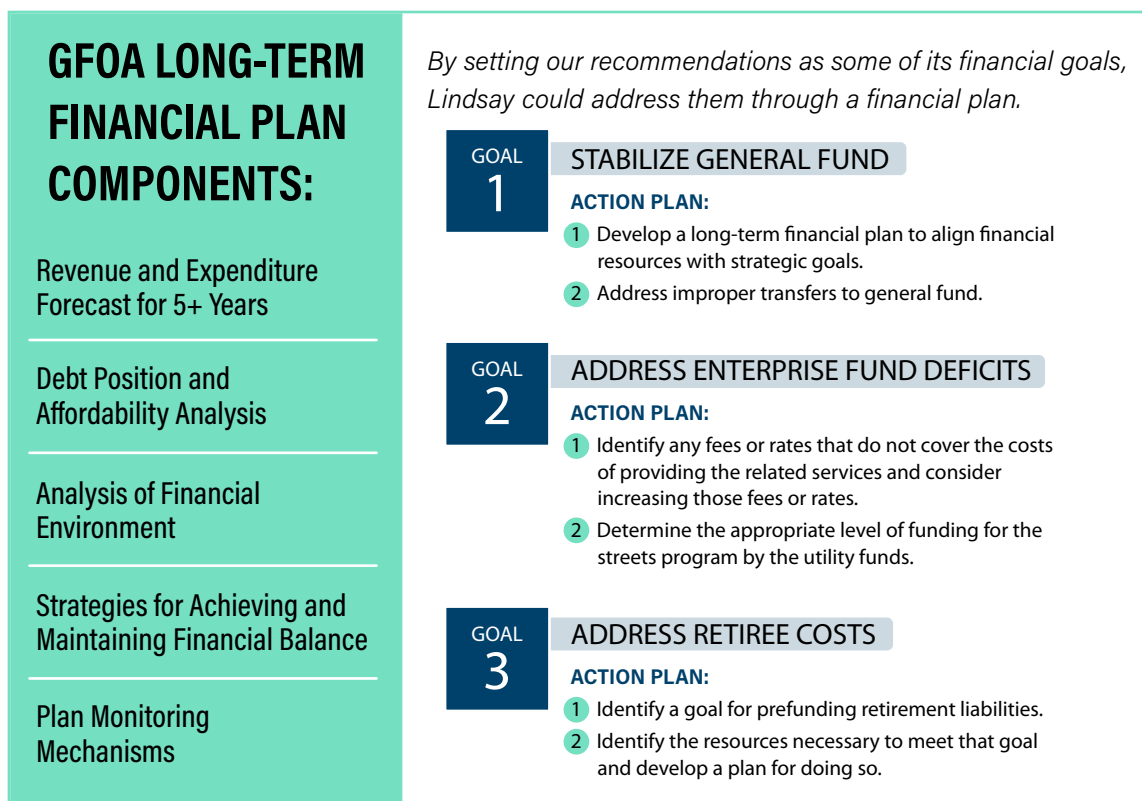 GFOA LONG-TERM
FINANCIAL PLAN
COMPONENTS:
Revenue and Expenditure
Forecast for 5+ Years
Debt Position and
Affordability Analysis
Analysis of Financial
Environment
Strategies for Achieving and
Maintaining Financial Balance
Plan Monitoring
Mechanisms
By setting our recommendations as some of its financial goals,
Lindsay could address them through a financial plan.
GOAL
1
STABILIZE GENERAL FUND
ACTION PLAN:
1 Develop a long-term financial plan to align financial
resources with strategic goals.
2 Address improper transfers to general fund.
GOAL
2
ADDRESS ENTERPRISE FUND DEFICITS
ACTION PLAN:
1 Identify any fees or rates that do not cover the costs
of providing the related services and consider
increasing those fees or rates.
2 Determine the appropriate level of funding for the
streets program by the utility funds.
GOAL
3
ADDRESS RETIREE COSTS
ACTION PLAN:
1 Identify a goal for prefunding retirement liabilities.
2 Identify the resources necessary to meet that goal
and develop a plan for doing so.